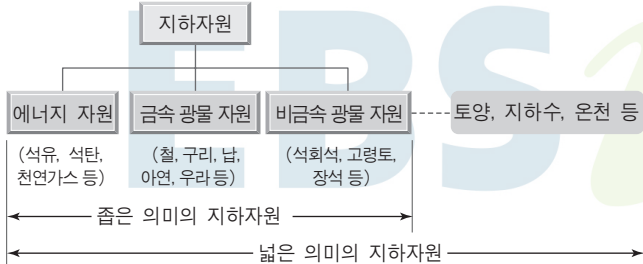 지하자원
에너지 자원
금속 광물 자원
비금속 광물 자원
토양, 지하수, 온천 등
(석유, 석탄,
천연가스 등)
(철, 구리, 납,
아연, 우라 등)
(석회석, 고령토,
장석 등)
좁은 의미의 지하자원
넓은 의미의 지하자원
EBS